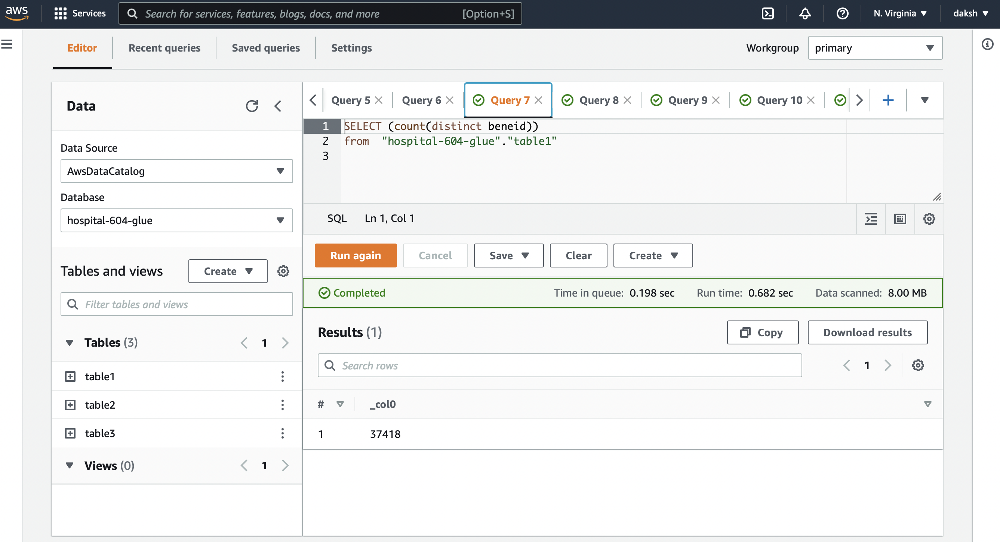 aws
Services
Search for services, features, blogs, docs, and more
[Option+S]
N. Virginia
daksh
Editor
Recent queries
Saved queries
Settings
Workgroup
primary
Data
Data Source
AwsDataCatalog
Database
hospital-604-glue
Tables and views
Create
Filter tables and views
Tables (3)
1
table1
table2
table3
Views (0)
1
Query 5
Query 6
Query 7
Query 8
Query 9
Query 10
1 SELECT (count(distinct beneid))
2 from  "hospital-604-glue"."table1"
3
SQL
Ln 1, Col 1
Run again
Cancel
Save
Clear
Create
Completed
Time in queue: 0.198 sec
Run time: 0.682 sec
Data scanned: 8.00 MB
Results (1)
Copy
Download results
Search rows
1
# _col0
1 37418